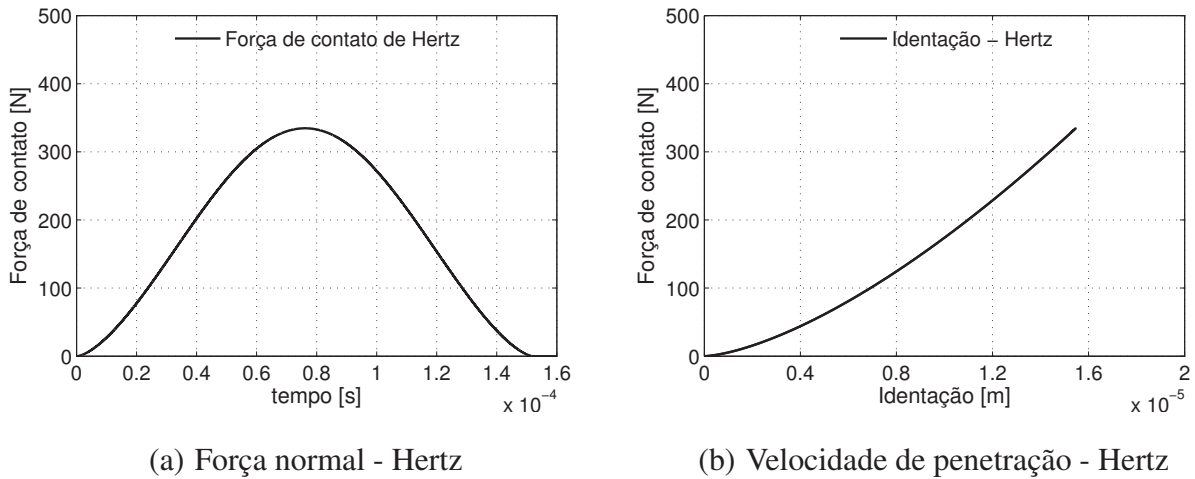 500
400
300
200
100
0
Força de contato [N]
Força de contato de Hertz
0 0.2 0.4 0.6 0.8 1 1.2 1.4 1.6
tempo [s]
x 10⁻⁴
(a) Força normal - Hertz
500
400
300
200
100
0
Força de contato [N]
Identação − Hertz
0 0.4 0.8 1.2 1.6 2
Identação [m]
x 10⁻⁵
(b) Velocidade de penetração - Hertz